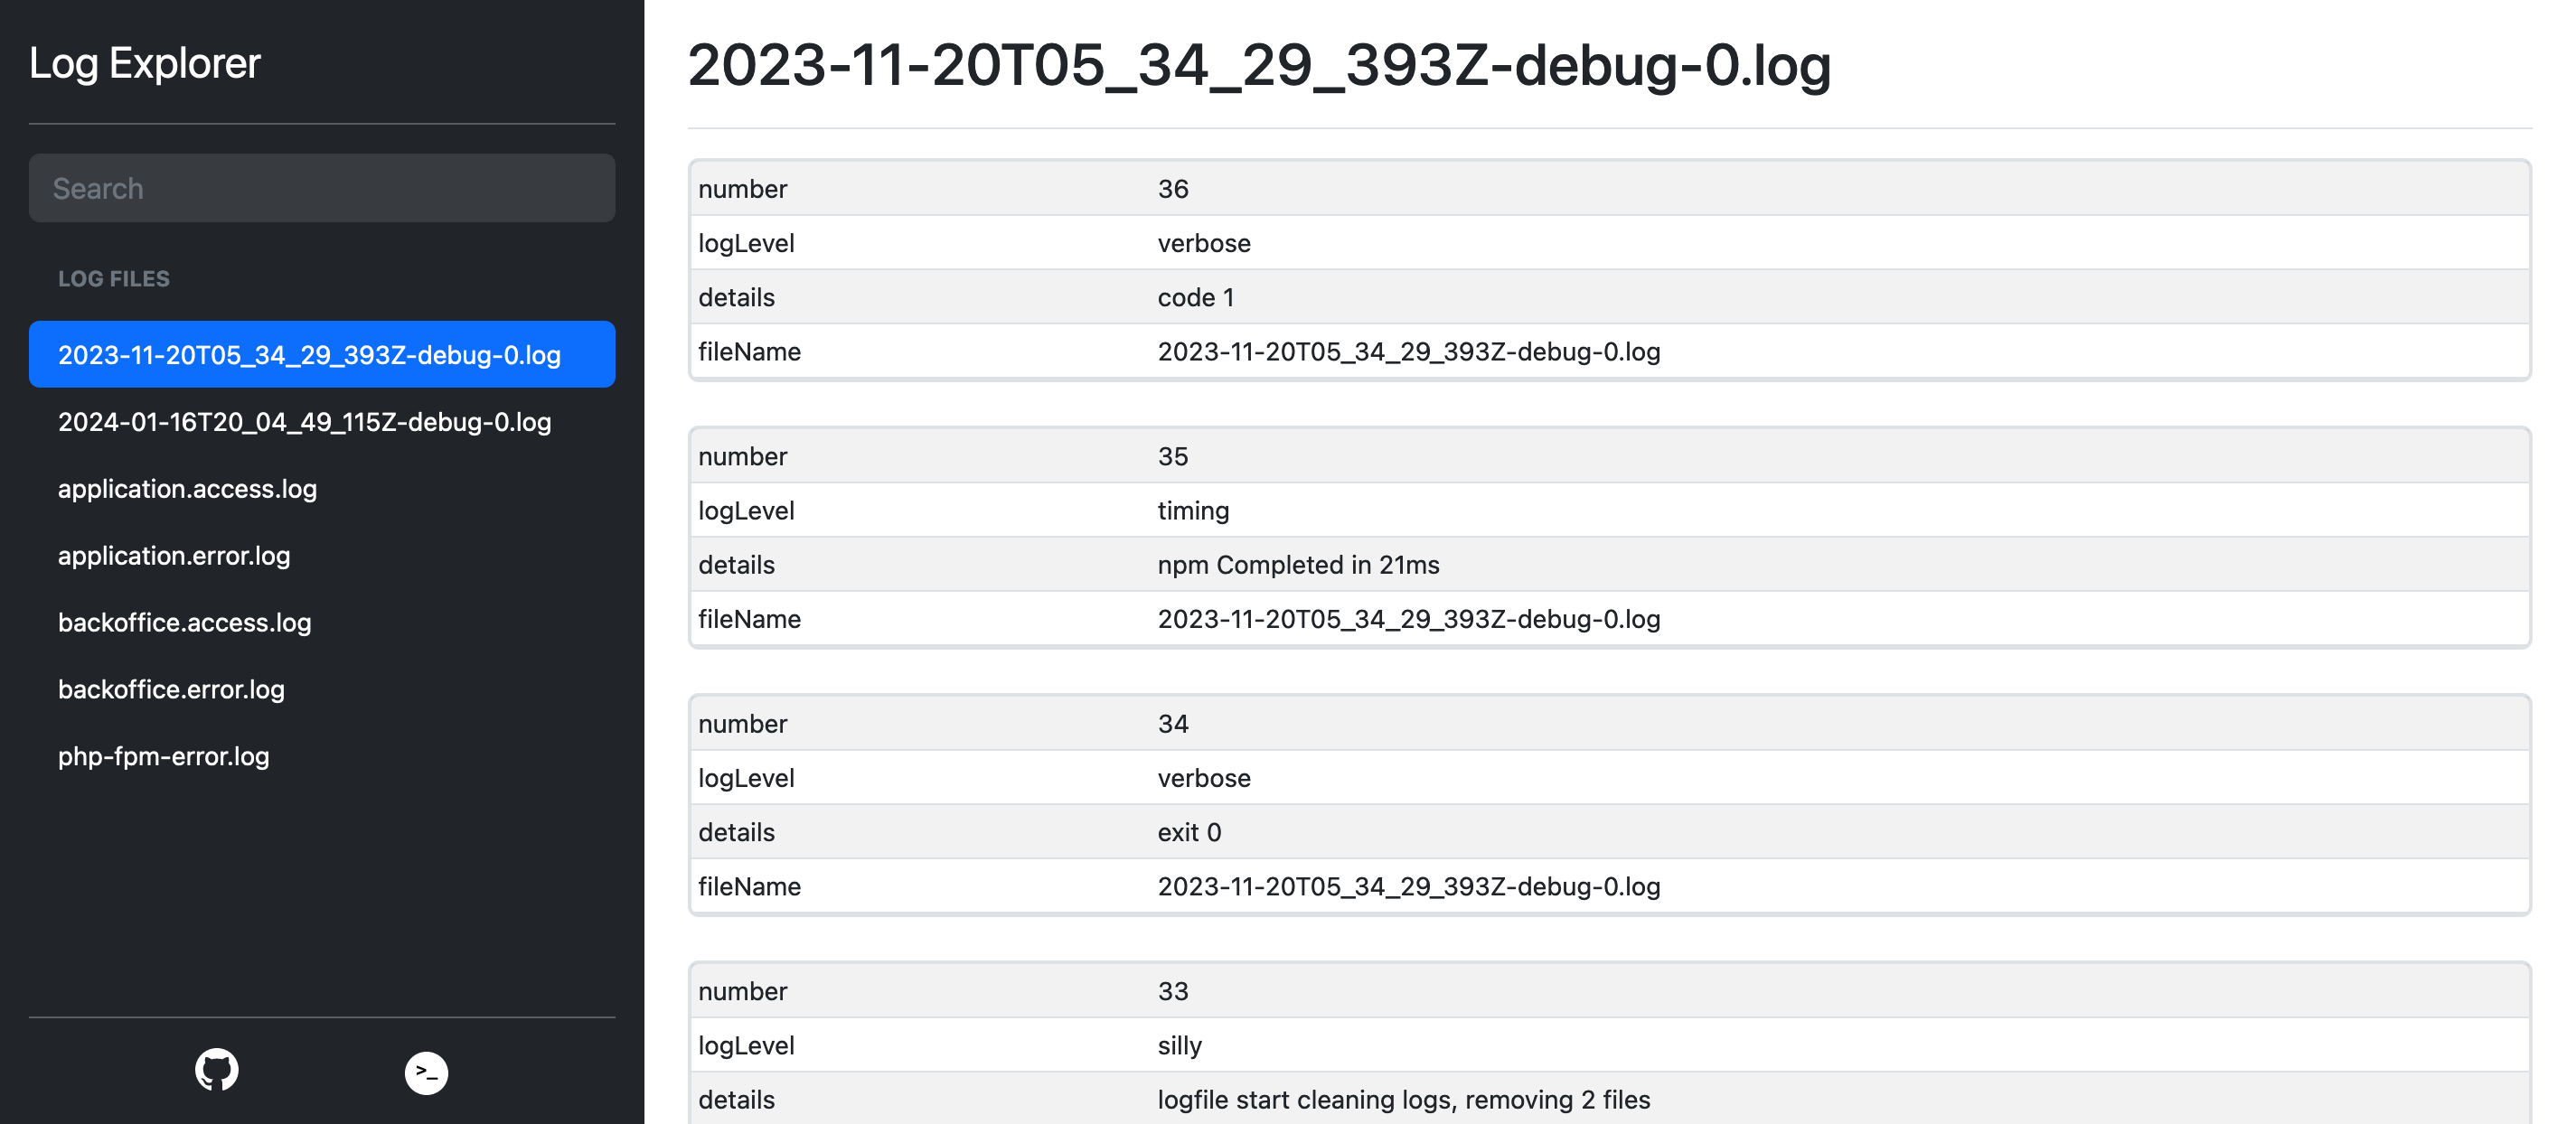 Log Explorer
Search
LOG FILES
2023-11-20T05_34_29_393Z-debug-0.log
2024-01-16T20_04_49_115Z-debug-0.log
application.access.log
application.error.log
backoffice.access.log
backoffice.error.log
php-fpm-error.log
>_
2023-11-20T05_34_29_393Z-debug-0.log
number 36
logLevel verbose
details code 1
fileName 2023-11-20T05_34_29_393Z-debug-0.log
number 35
logLevel timing
details npm Completed in 21ms
fileName 2023-11-20T05_34_29_393Z-debug-0.log
number 34
logLevel verbose
details exit 0
fileName 2023-11-20T05_34_29_393Z-debug-0.log
number 33
logLevel silly
details logfile start cleaning logs, removing 2 files